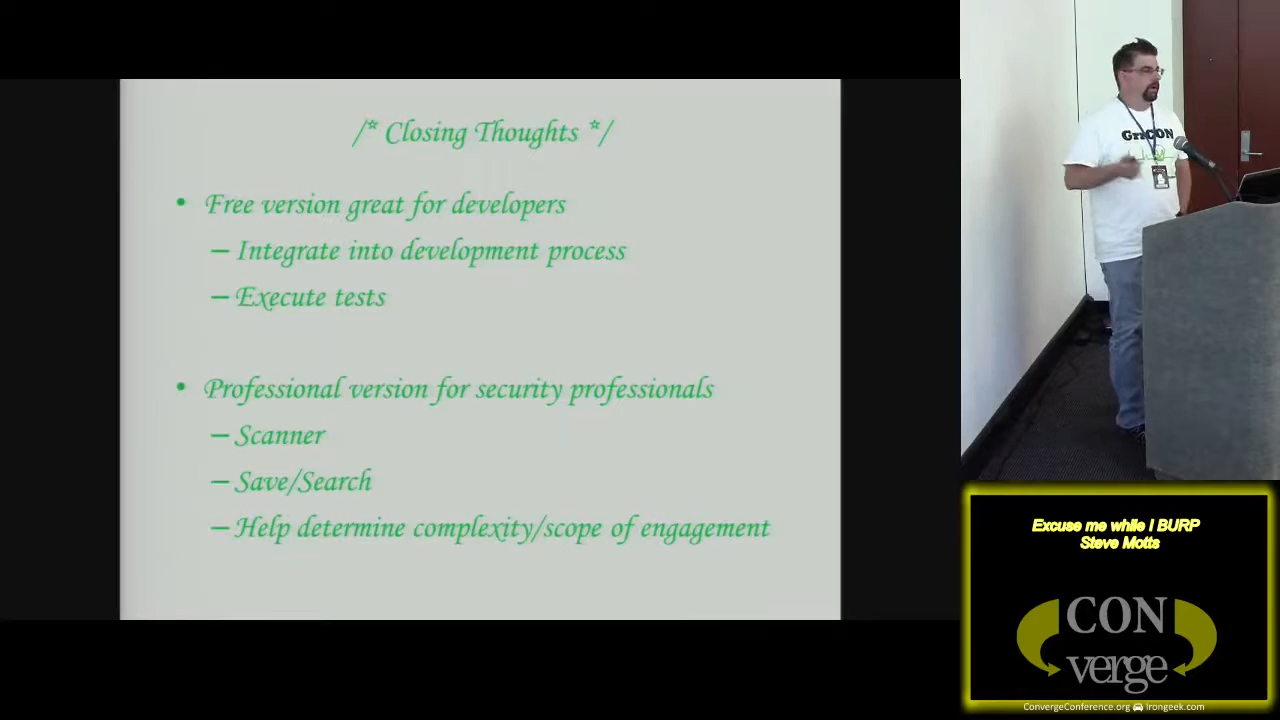 /* Closing Thoughts */
• Free version great for developers
– Integrate into development process
– Execute tests
• Professional version for security professionals
– Scanner
– Save/Search
– Help determine complexity/scope of engagement
GrrCON
Excuse me while I BURP
Steve Motts
CON
verge
ConvergeConference.org Irongeek.com